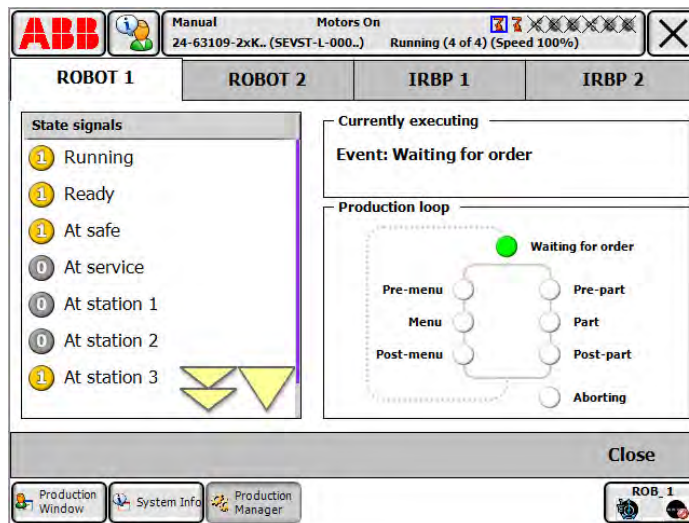 ABB
Manual Motors On
24-63109-2xK.. (SEVST-L-000..) Running (4 of 4) (Speed 100%)
ROBOT 1 ROBOT 2 IRBP 1 IRBP 2
State signals
1 Running
1 Ready
1 At safe
0 At service
0 At station 1
0 At station 2
1 At station 3
Currently executing
Event: Waiting for order
Production loop
Waiting for order
Pre-menu Pre-part
Menu Part
Post-menu Post-part
Aborting
Close
Production Window
System Info
Production Manager
ROB_1